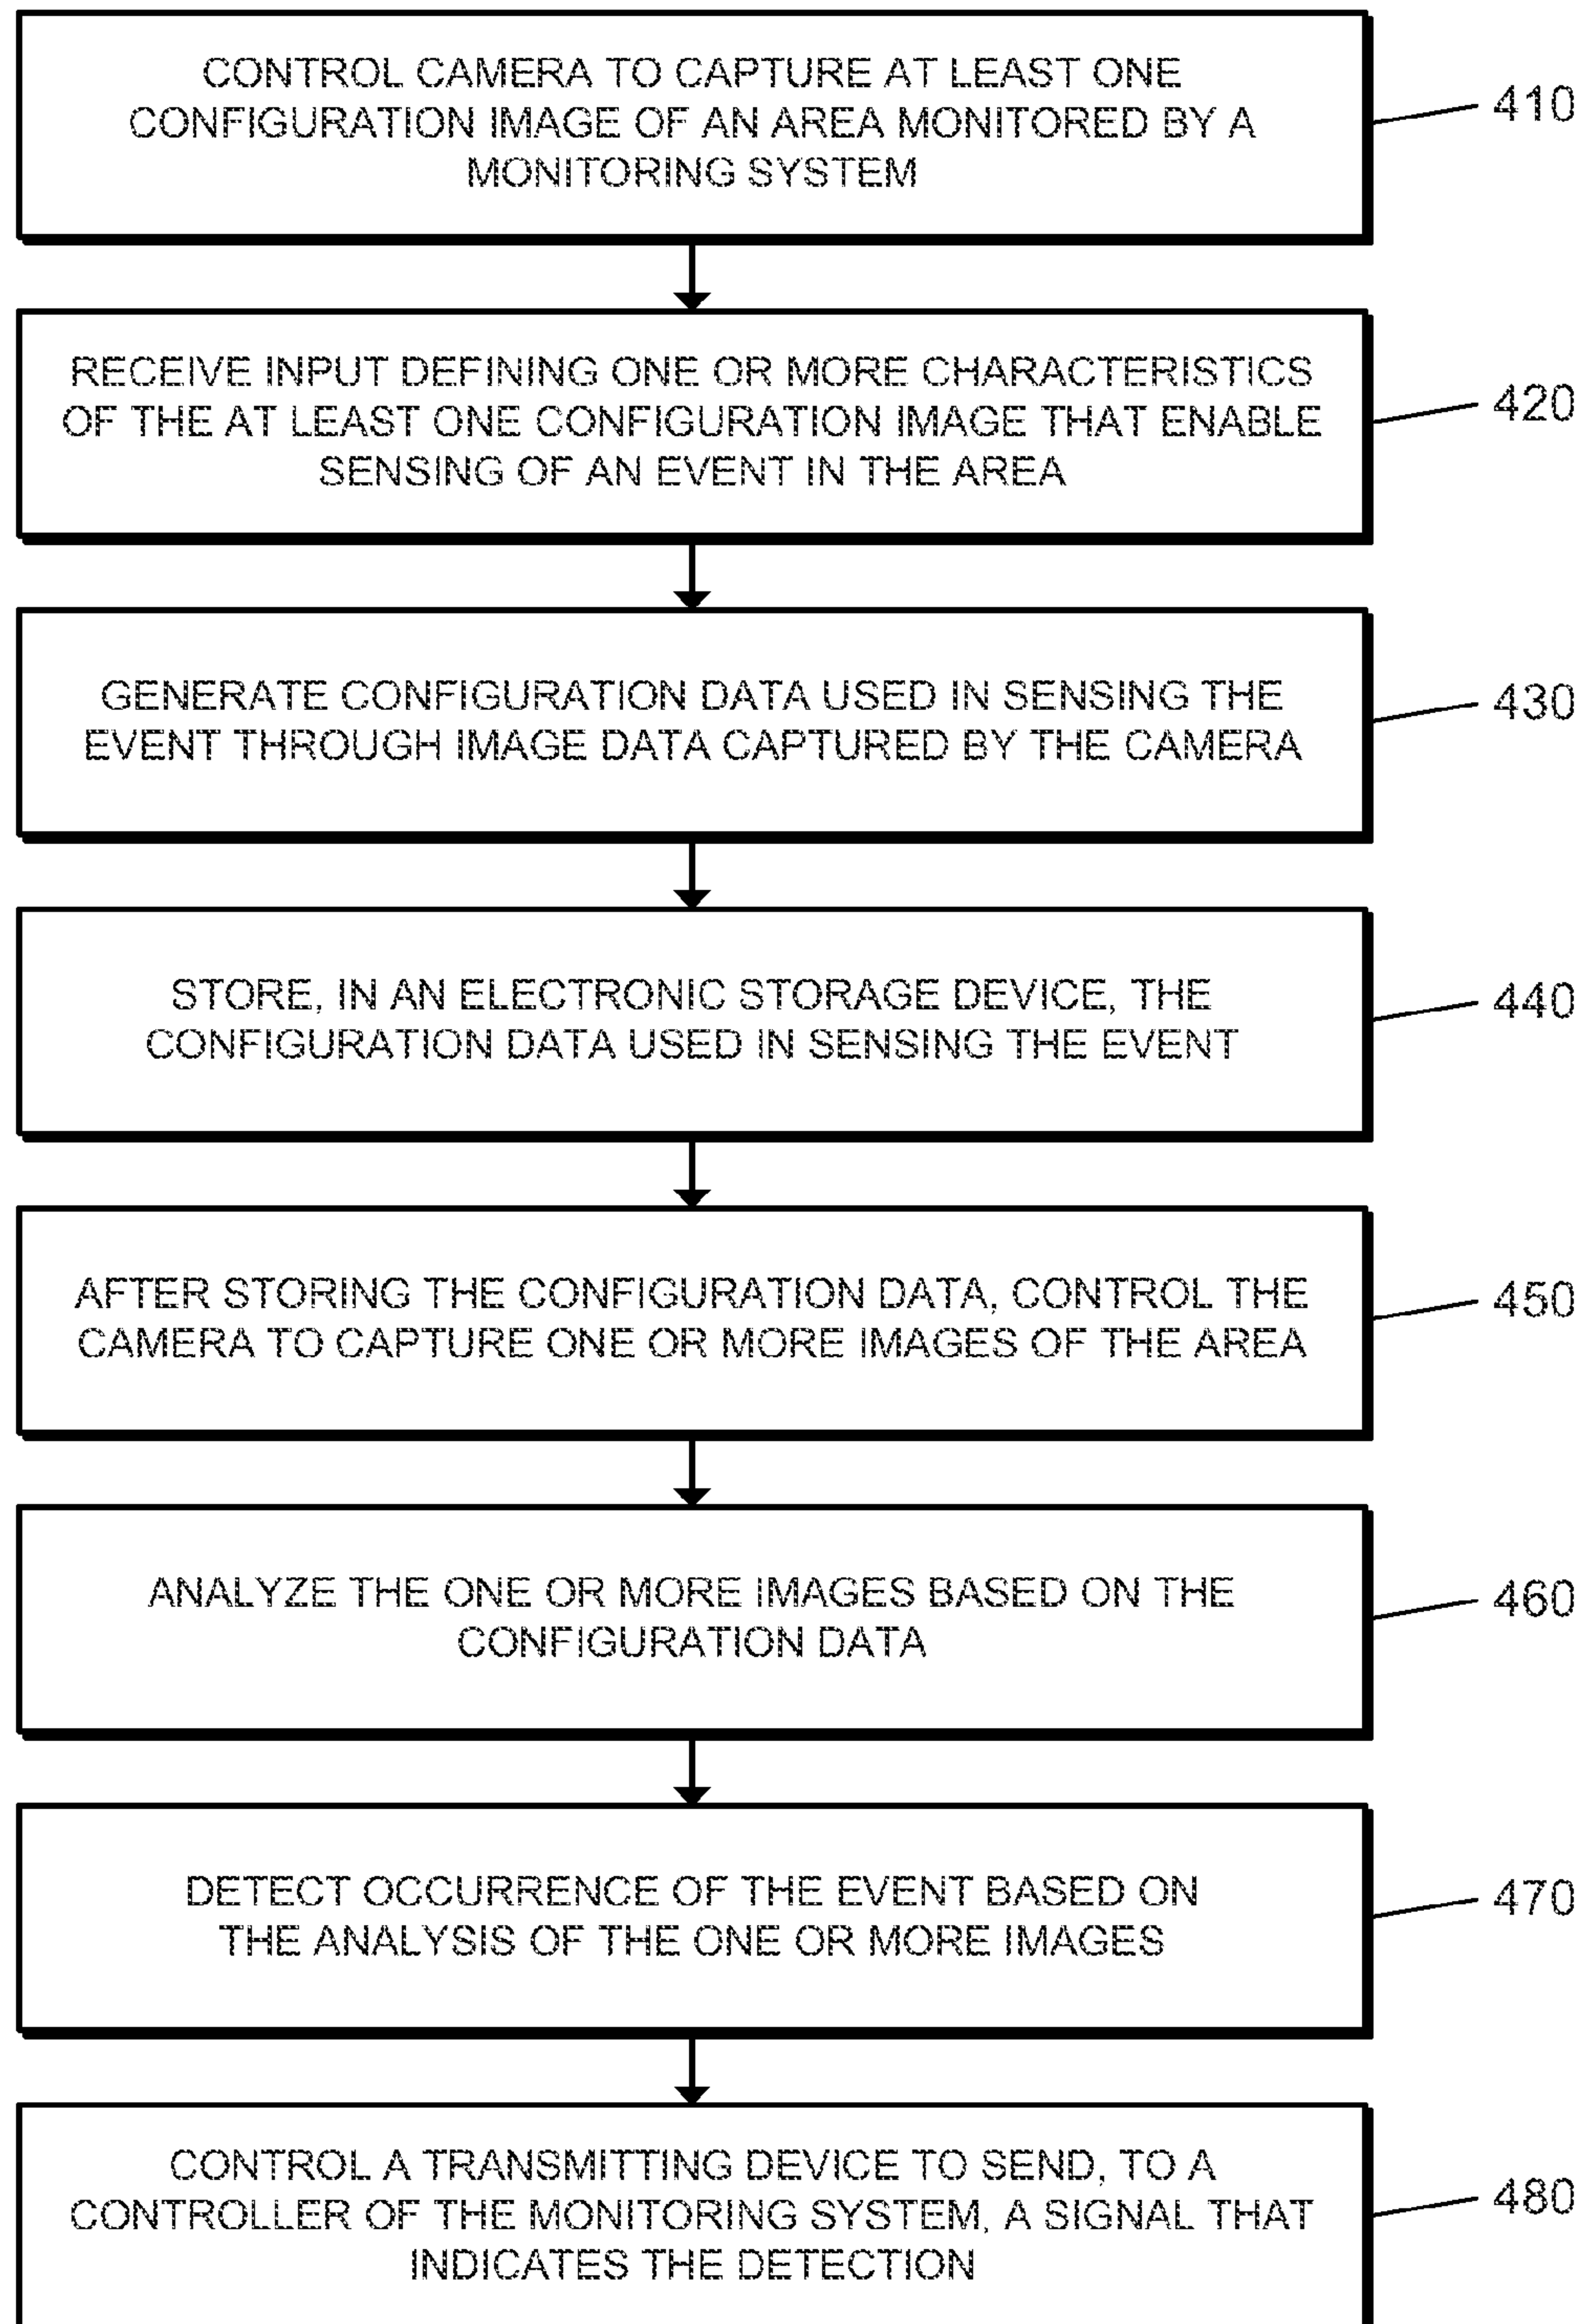 CONTROL CAMERA TO CAPTURE AT LEAST ONE
CONFIGURATION IMAGE OF AN AREA MONITORED BY A
MONITORING SYSTEM
410
RECEIVE INPUT DEFINING ONE OR MORE CHARACTERISTICS
OF THE AT LEAST ONE CONFIGURATION IMAGE THAT ENABLE
SENSING OF AN EVENT IN THE AREA
420
GENERATE CONFIGURATION DATA USED IN SENSING THE
EVENT THROUGH IMAGE DATA CAPTURED BY THE CAMERA
430
STORE, IN AN ELECTRONIC STORAGE DEVICE, THE
CONFIGURATION DATA USED IN SENSING THE EVENT
440
AFTER STORING THE CONFIGURATION DATA, CONTROL THE
CAMERA TO CAPTURE ONE OR MORE IMAGES OF THE AREA
450
ANALYZE THE ONE OR MORE IMAGES BASED ON THE
CONFIGURATION DATA
460
DETECT OCCURRENCE OF THE EVENT BASED ON
THE ANALYSIS OF THE ONE OR MORE IMAGES
470
CONTROL A TRANSMITTING DEVICE TO SEND, TO A
CONTROLLER OF THE MONITORING SYSTEM, A SIGNAL THAT
INDICATES THE DETECTION
480